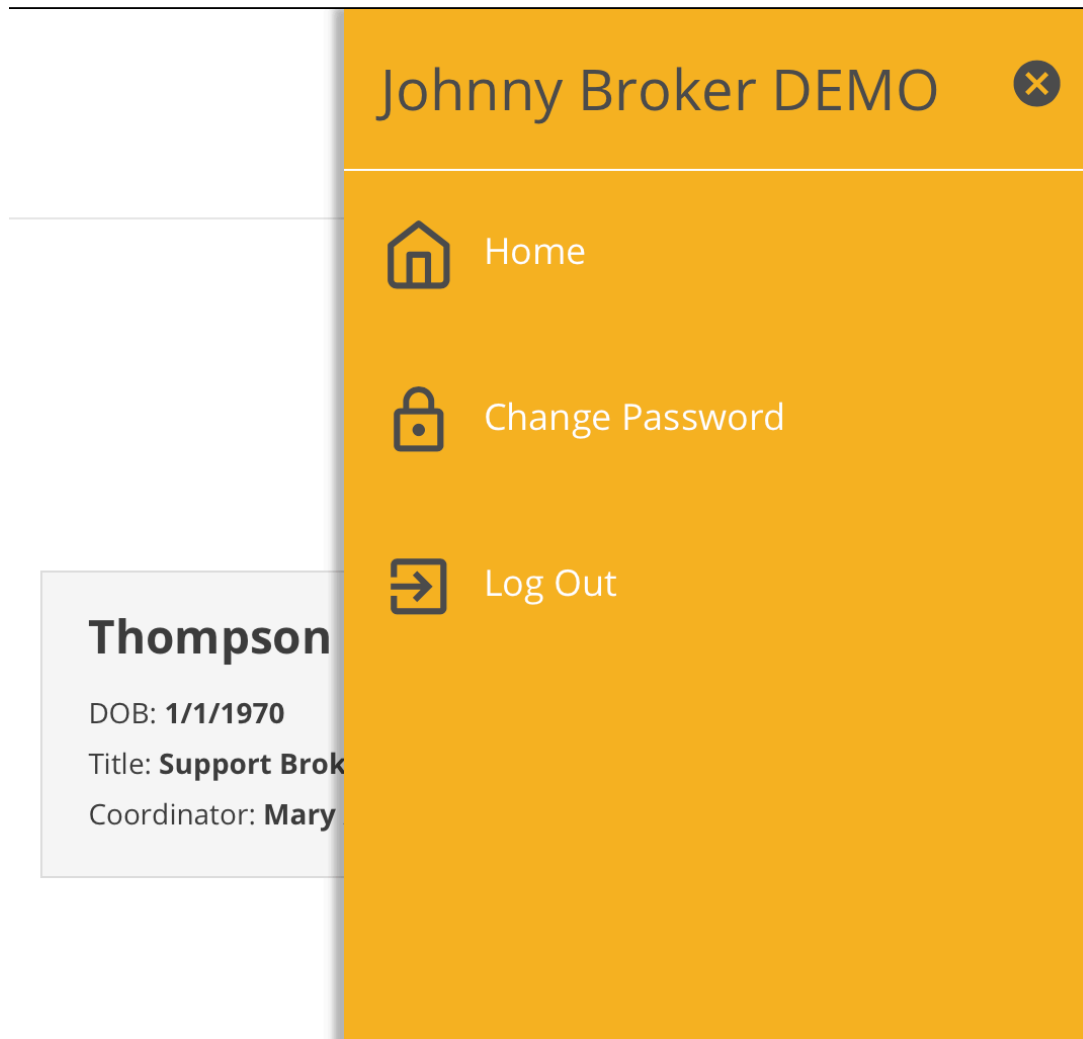 Johnny Broker DEMO
Home
Change Password
Log Out
Thompson
DOB: 1/1/1970
Title: Support Brok
Coordinator: Mary